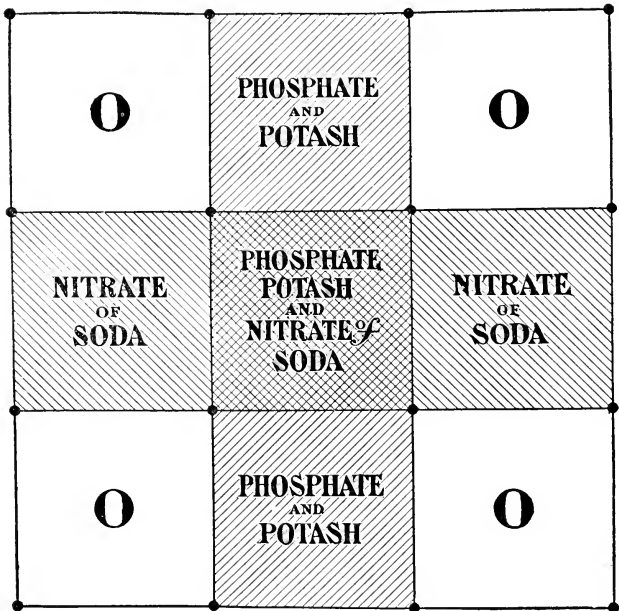 O
PHOSPHATE
AND
POTASH
O
NITRATE
OF
SODA
PHOSPHATE
POTASH
AND
NITRATE of
SODA
NITRATE
OF
SODA
O
PHOSPHATE
AND
POTASH
O